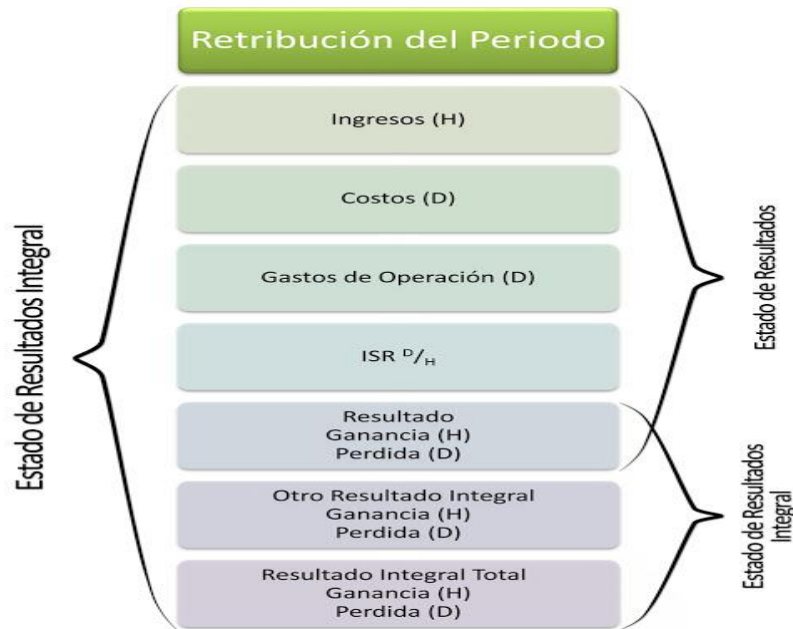 Retribución del Periodo
Ingresos (H)
Costos (D)
Gastos de Operación (D)
ISR D/H
Resultado
Ganancia (H)
Perdida (D)
Otro Resultado Integral
Ganancia (H)
Perdida (D)
Resultado Integral Total
Ganancia (H)
Perdida (D)
Estado de Resultados Integral
Estado de Resultados
Estado de Resultados
Integral